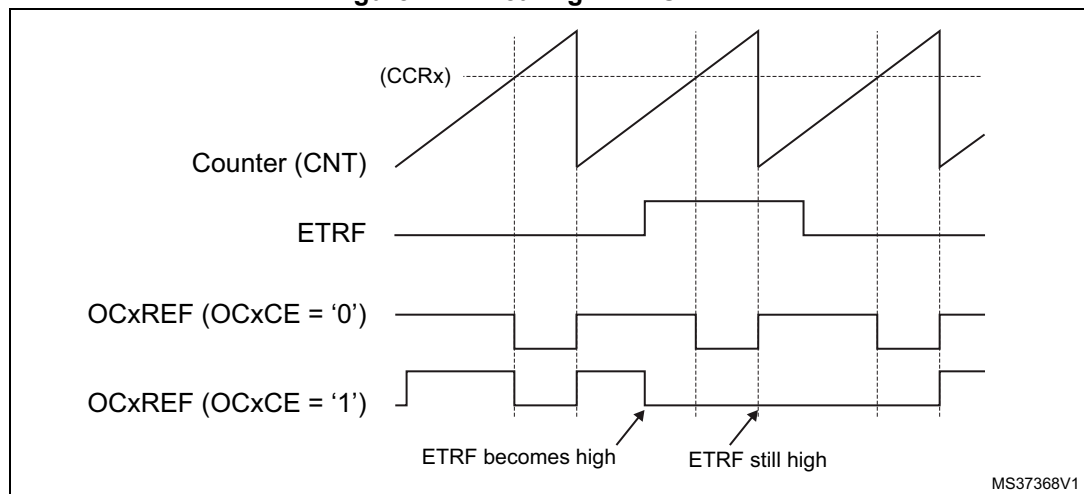 (CCRx)
Counter (CNT)
ETRF
OCxREF (OCxCE = ‘0’)
OCxREF (OCxCE = ‘1’)
ETRF becomes high
ETRF still high
MS37368V1